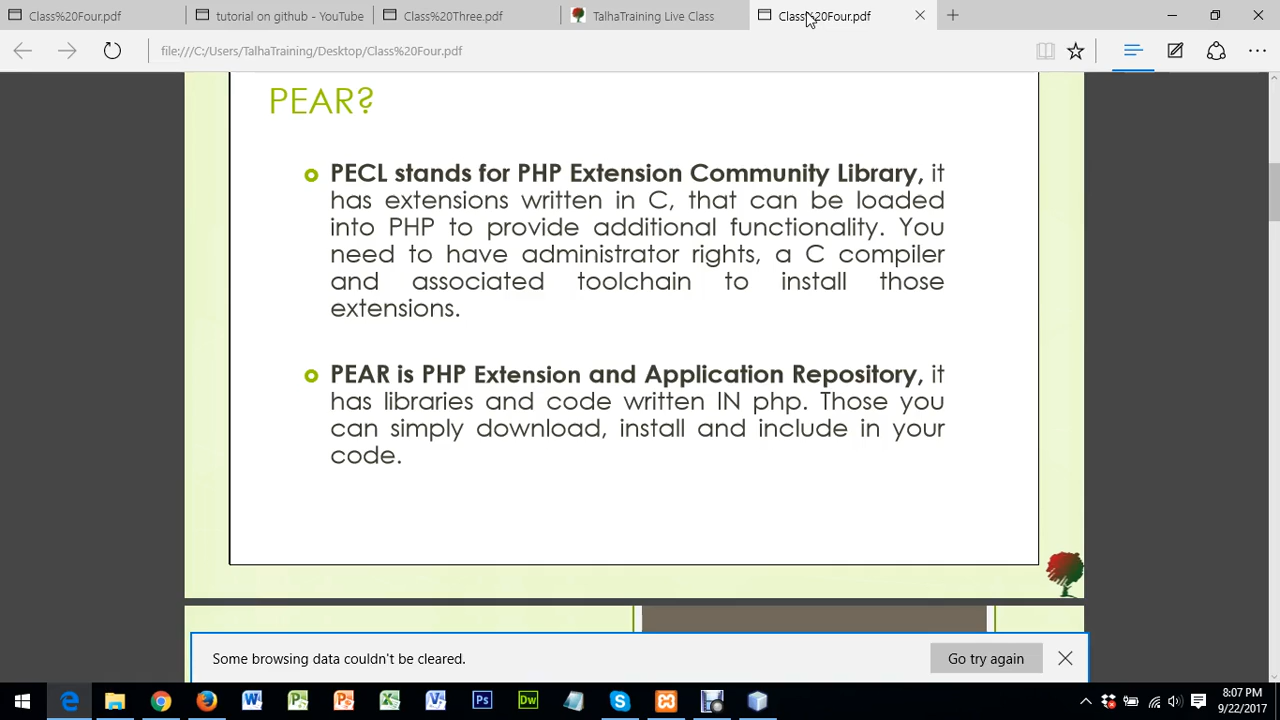 Class%20Four.pdf
tutorial on github - YouTube
Class%20Three.pdf
TalhaTraining Live Class
Class%20Four.pdf
file:///C:/Users/TalhaTraining/Desktop/Class%20Four.pdf
PEAR?
PECL stands for PHP Extension Community Library, it
has extensions written in C, that can be loaded
into PHP to provide additional functionality. You
need to have administrator rights, a C compiler
and associated toolchain to install those
extensions.
PEAR is PHP Extension and Application Repository, it
has libraries and code written IN php. Those you
can simply download, install and include in your
code.
Some browsing data couldn't be cleared.
Go try again
8:07 PM
9/22/2017